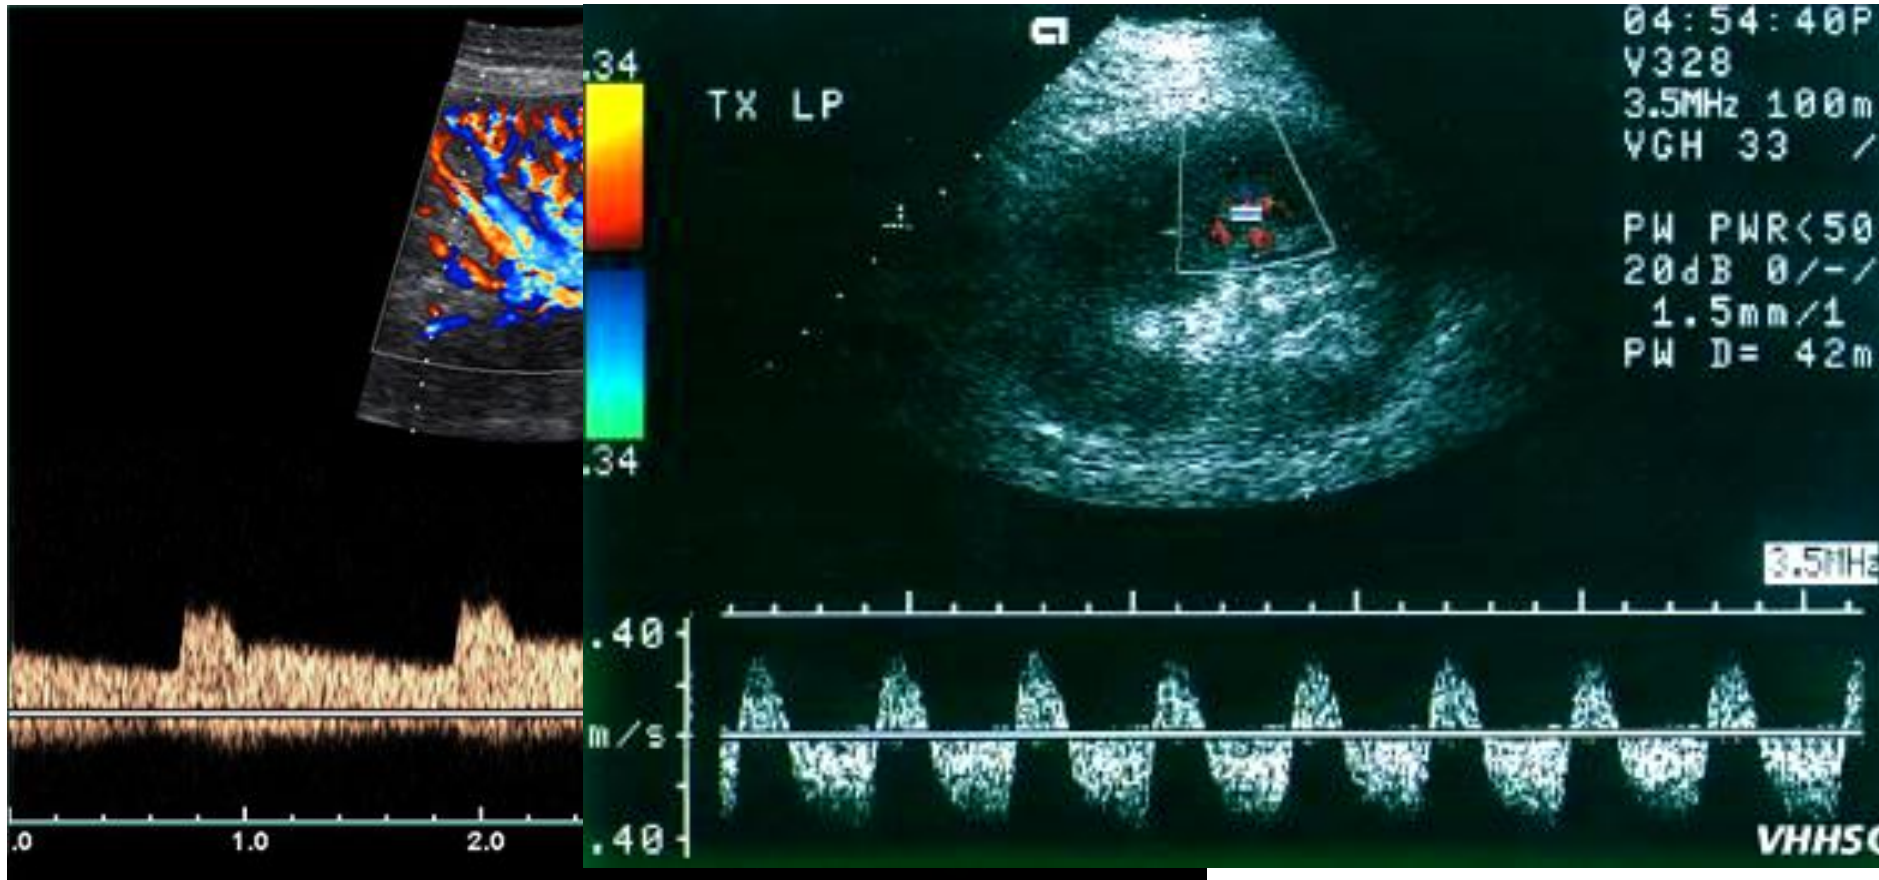 .34
TX LP
.34
04:54:40P
V328
3.5MHz 100m
VGH 33 /
PW PWR<50
20dB 0/-/
1.5mm/1
PW D= 42m
3.5MHz
.40
m/s
.40
.0 1.0 2.0
VHHSC